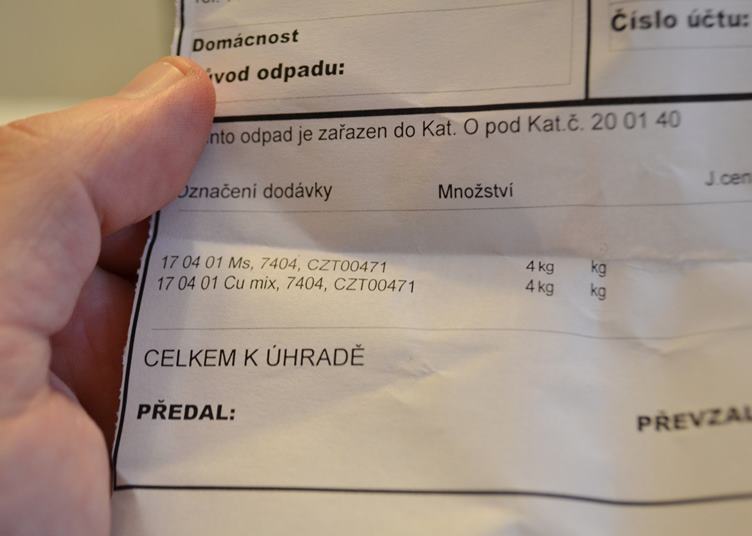 Domácnost
Číslo účtu:
odpadu:
odpad je zařazen do Kat. O pod Kat.č. 20 01 40
Označení dodávky Množství J.cen
17 04 01 Ms, 7404, CZT00471 4 kg kg
17 04 01 Cu mix, 7404, CZT00471 4 kg kg
CELKEM K ÚHRADĚ
PŘEDAL: PŘEVZAL